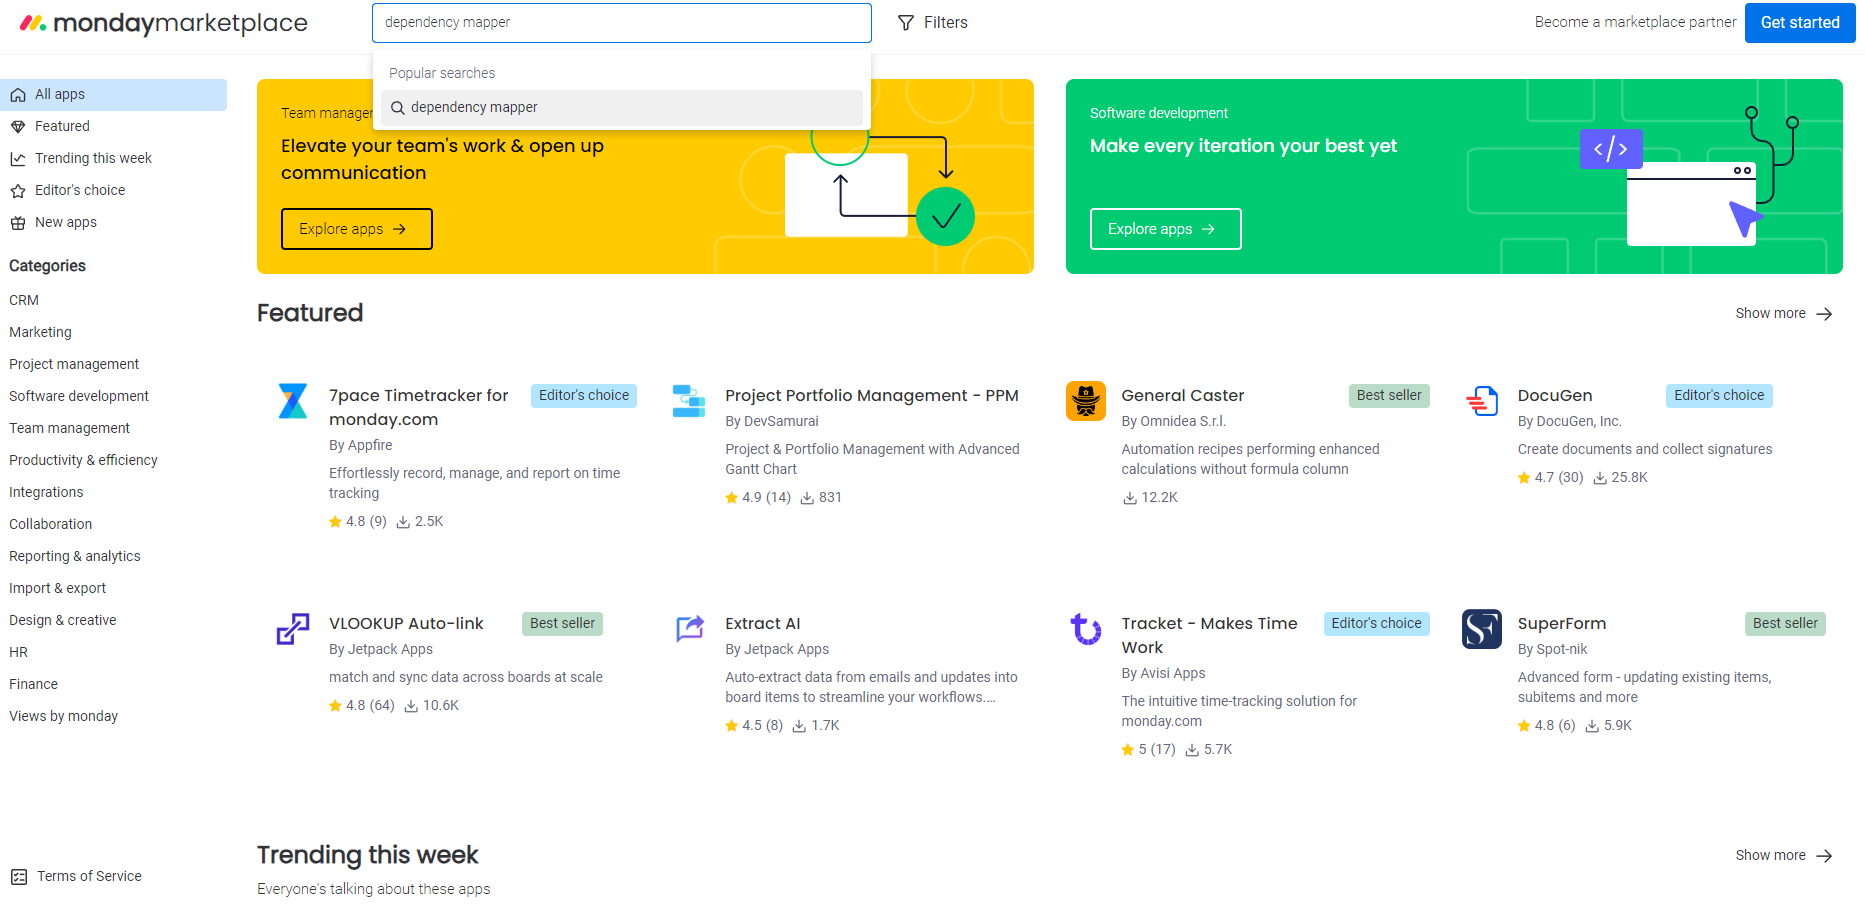 mondaymarketplace
dependency mapper
Filters
Become a marketplace partner
Get started
Popular searches
dependency mapper
All apps
Featured
Trending this week
Editor's choice
New apps
Categories
CRM
Marketing
Project management
Software development
Team management
Productivity & efficiency
Integrations
Collaboration
Reporting & analytics
Import & export
Design & creative
HR
Finance
Views by monday
Terms of Service
Team manager
Elevate your team's work & open up
communication
Explore apps
Software development
Make every iteration your best yet
Explore apps
</>
Featured
Show more
7pace Timetracker for
monday.com
Editor's choice
By Appfire
Effortlessly record, manage, and report on time
tracking
4.8 (9) 2.5K
Project Portfolio Management - PPM
By DevSamurai
Project & Portfolio Management with Advanced
Gantt Chart
4.9 (14) 831
General Caster
Best seller
By Omnidea S.r.l.
Automation recipes performing enhanced
calculations without formula column
12.2K
DocuGen
Editor's choice
By DocuGen, Inc.
Create documents and collect signatures
4.7 (30) 25.8K
VLOOKUP Auto-link
Best seller
By Jetpack Apps
match and sync data across boards at scale
4.8 (64) 10.6K
Extract AI
By Jetpack Apps
Auto-extract data from emails and updates into
board items to streamline your workflows....
4.5 (8) 1.7K
Tracket - Makes Time
Work
Editor's choice
By Avisi Apps
The intuitive time-tracking solution for
monday.com
5 (17) 5.7K
SF
SuperForm
Best seller
By Spot-nik
Advanced form - updating existing items,
subitems and more
4.8 (6) 5.9K
Trending this week
Show more
Everyone's talking about these apps